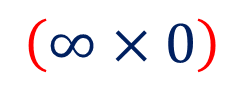 (∞ × 0)